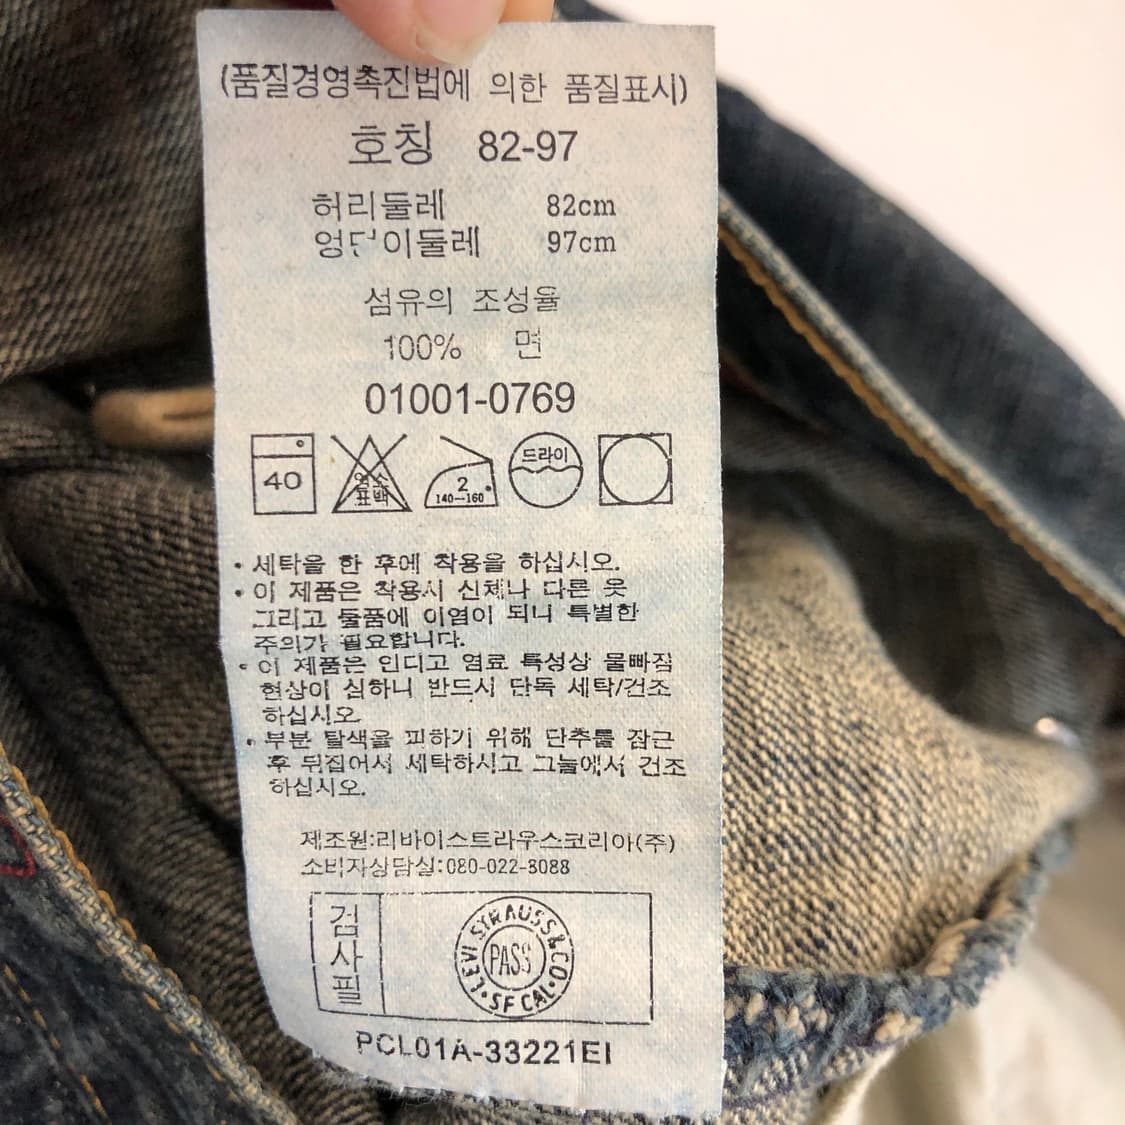 (품질경영촉진법에 의한 품질표시)
호칭 82-97
허리둘레 82cm
엉덩이둘레 97cm
섬유의 조성율
100% 면
01001-0769
40
염소
표백
2
140-160°
드라이
• 세탁을 한 후에 착용을 하십시오.
• 이 제품은 착용시 신체나 다른 옷
그리고 물품에 이염이 되니 특별한
주의가 필요합니다.
• 이 제품은 인디고 염료 특성상 물빠짐
현상이 심하니 반드시 단독 세탁/건조
하십시오
• 부분 탈색을 피하기 위해 단추를 잠근
후 뒤집어서 세탁하시고 그늘에서 건조
하십시오.
제조원:리바이스트라우스코리아(주)
소비자상담실:080-022-3088
검사필
LEVI STRAUSS & CO
PASS
SF CAL
PCL01A-33221EI